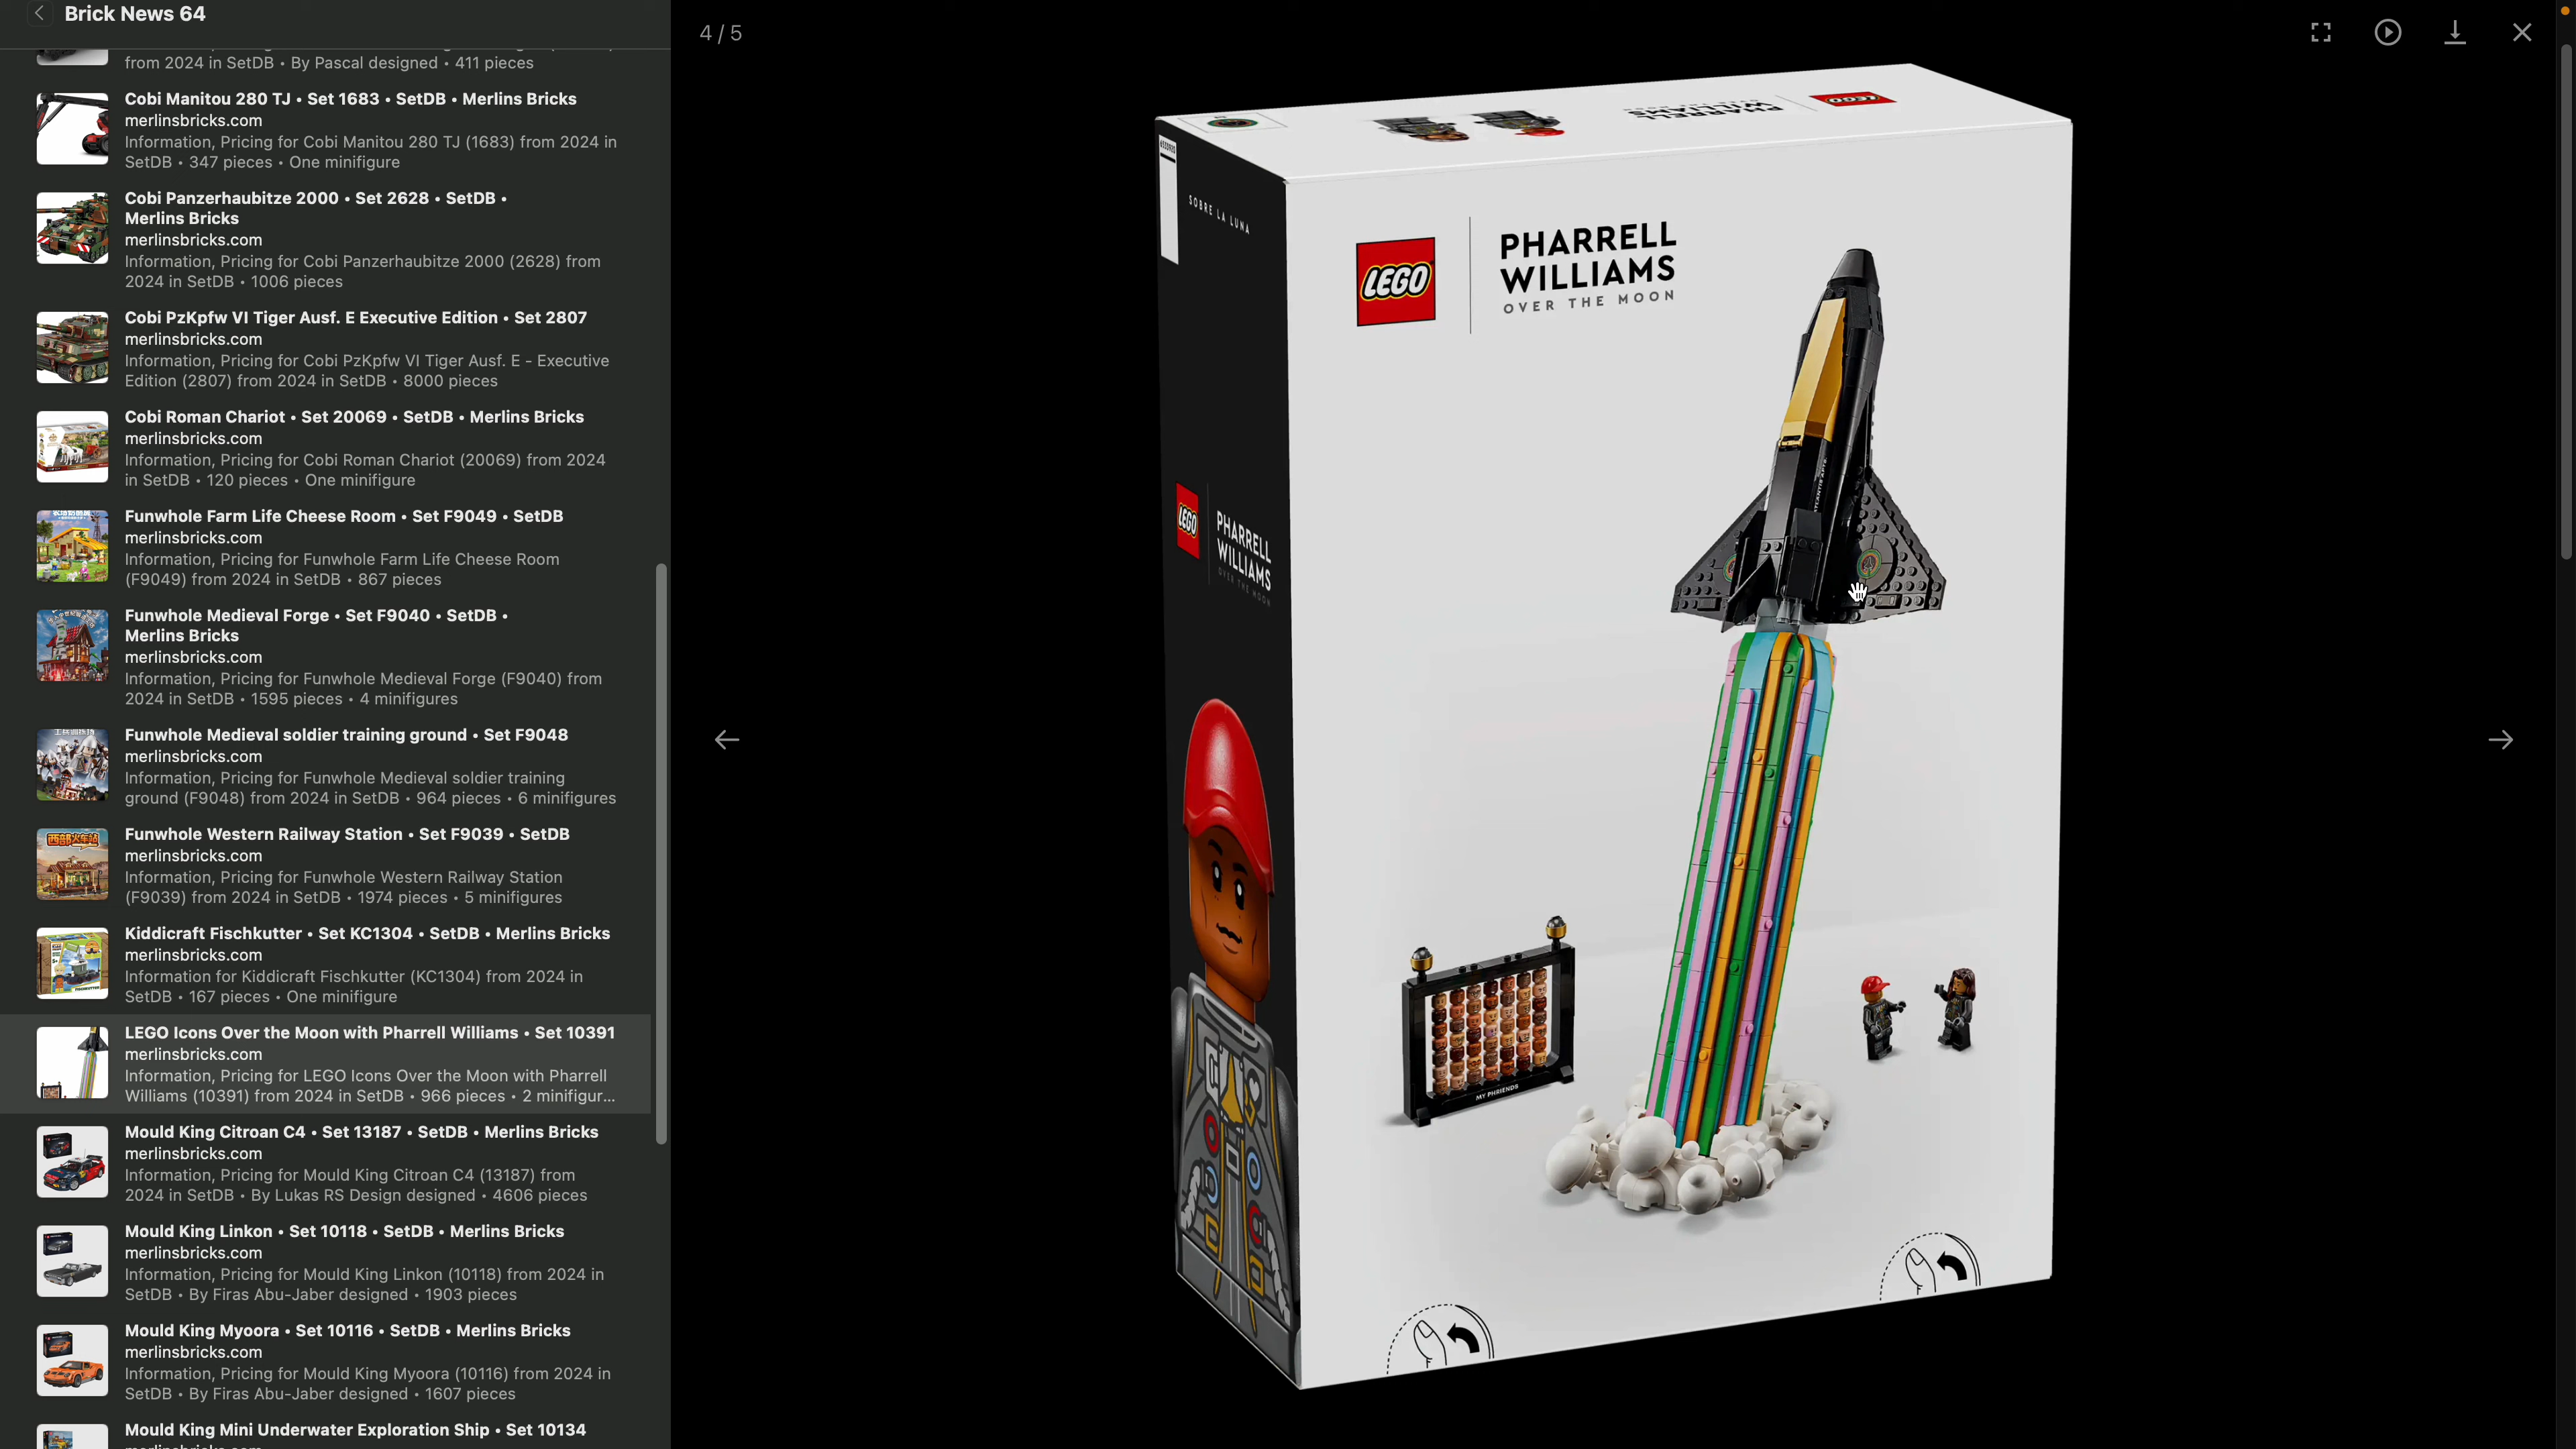 Brick News 64
from 2024 in SetDB • By Pascal designed • 411 pieces
Cobi Manitou 280 TJ • Set 1683 • SetDB • Merlins Bricks
merlinsbricks.com
Information, Pricing for Cobi Manitou 280 TJ (1683) from 2024 in
SetDB • 347 pieces • One minifigure
Cobi Panzerhaubitze 2000 • Set 2628 • SetDB •
Merlins Bricks
merlinsbricks.com
Information, Pricing for Cobi Panzerhaubitze 2000 (2628) from
2024 in SetDB • 1006 pieces
Cobi PzKpfw VI Tiger Ausf. E Executive Edition • Set 2807
merlinsbricks.com
Information, Pricing for Cobi PzKpfw VI Tiger Ausf. E - Executive
Edition (2807) from 2024 in SetDB • 8000 pieces
Cobi Roman Chariot • Set 20069 • SetDB • Merlins Bricks
merlinsbricks.com
Information, Pricing for Cobi Roman Chariot (20069) from 2024
in SetDB • 120 pieces • One minifigure
Funwhole Farm Life Cheese Room • Set F9049 • SetDB
merlinsbricks.com
Information, Pricing for Funwhole Farm Life Cheese Room
(F9049) from 2024 in SetDB • 867 pieces
Funwhole Medieval Forge • Set F9040 • SetDB •
Merlins Bricks
merlinsbricks.com
Information, Pricing for Funwhole Medieval Forge (F9040) from
2024 in SetDB • 1595 pieces • 4 minifigures
Funwhole Medieval soldier training ground • Set F9048
merlinsbricks.com
Information, Pricing for Funwhole Medieval soldier training
ground (F9048) from 2024 in SetDB • 964 pieces • 6 minifigures
Funwhole Western Railway Station • Set F9039 • SetDB
merlinsbricks.com
Information, Pricing for Funwhole Western Railway Station
(F9039) from 2024 in SetDB • 1974 pieces • 5 minifigures
Kiddicraft Fischkutter • Set KC1304 • SetDB • Merlins Bricks
merlinsbricks.com
Information for Kiddicraft Fischkutter (KC1304) from 2024 in
SetDB • 167 pieces • One minifigure
LEGO Icons Over the Moon with Pharrell Williams • Set 10391
merlinsbricks.com
Information, Pricing for LEGO Icons Over the Moon with Pharrell
Williams (10391) from 2024 in SetDB • 966 pieces • 2 minifigur...
Mould King Citroan C4 • Set 13187 • SetDB • Merlins Bricks
merlinsbricks.com
Information, Pricing for Mould King Citroan C4 (13187) from
2024 in SetDB • By Lukas RS Design designed • 4606 pieces
Mould King Linkon • Set 10118 • SetDB • Merlins Bricks
merlinsbricks.com
Information, Pricing for Mould King Linkon (10118) from 2024 in
SetDB • By Firas Abu-Jaber designed • 1903 pieces
Mould King Myoora • Set 10116 • SetDB • Merlins Bricks
merlinsbricks.com
Information, Pricing for Mould King Myoora (10116) from 2024 in
SetDB • By Firas Abu-Jaber designed • 1607 pieces
Mould King Mini Underwater Exploration Ship • Set 10134
4 / 5
LEGO
PHARRELL
WILLIAMS
SOBRE LA LUNA
LEGO
PHARRELL
WILLIAMS
OVER THE MOON
LEGO
PHARRELL
WILLIAMS
OVER THE MOON
MY PHRIENDS